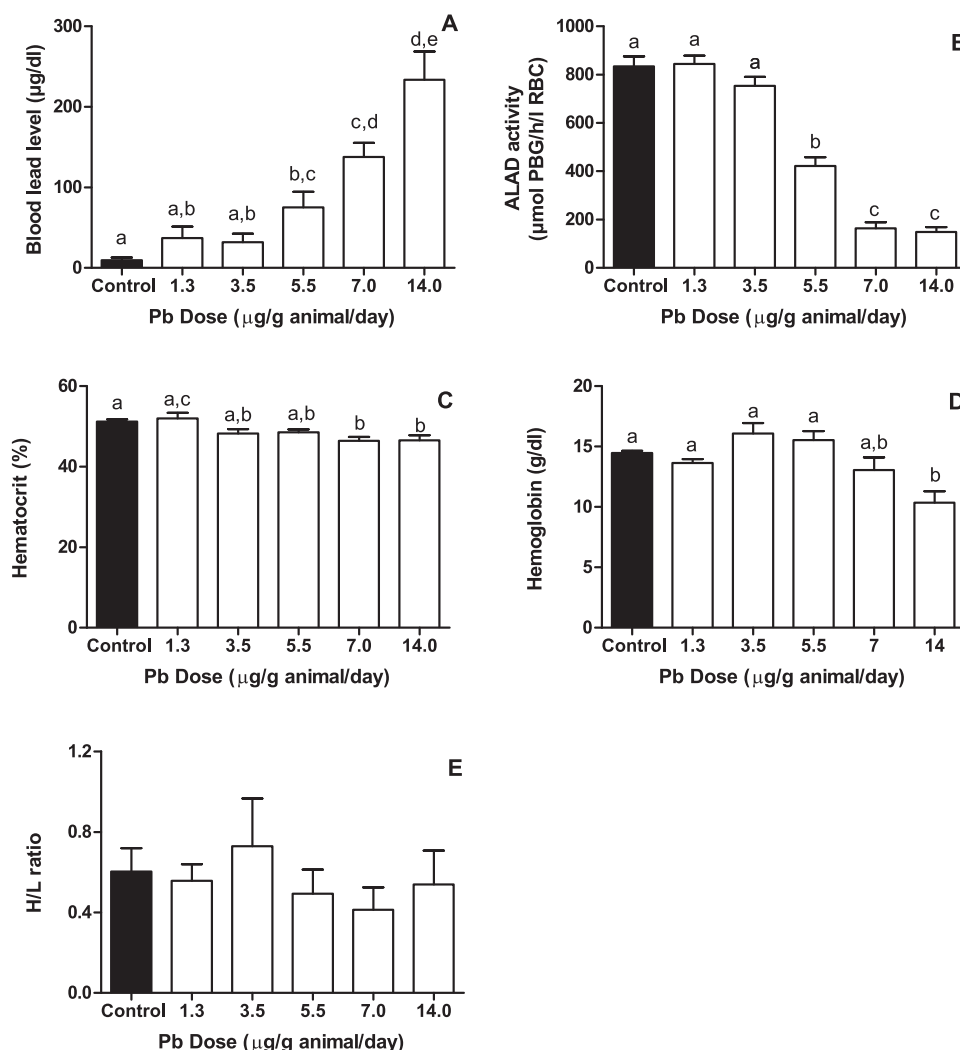 A
300
200
100
0
Blood lead level (µg/dl)
a
a,b
a,b
b,c
c,d
d,e
Control 1.3 3.5 5.5 7.0 14.0
Pb Dose (μg/g animal/day)
1000
800
600
400
200
0
ALAD activity
(µmol PBG/h/l RBC)
a
a
a
b
c
c
Control 1.3 3.5 5.5 7.0 14.0
Pb Dose (μg/g animal/day)
C
60
40
20
0
Hematocrit (%)
a
a,c
a,b
a,b
b
b
Control 1.3 3.5 5.5 7.0 14.0
Pb Dose (μg/g animal/day)
D
20
15
10
5
0
Hemoglobin (g/dl)
a
a
a
a
a,b
b
Control 1.3 3.5 5.5 7 14
Pb Dose (μg/g animal/day)
E
1.2
0.8
0.4
0.0
H/L ratio
Control 1.3 3.5 5.5 7.0 14.0
Pb Dose (μg/g animal/day)